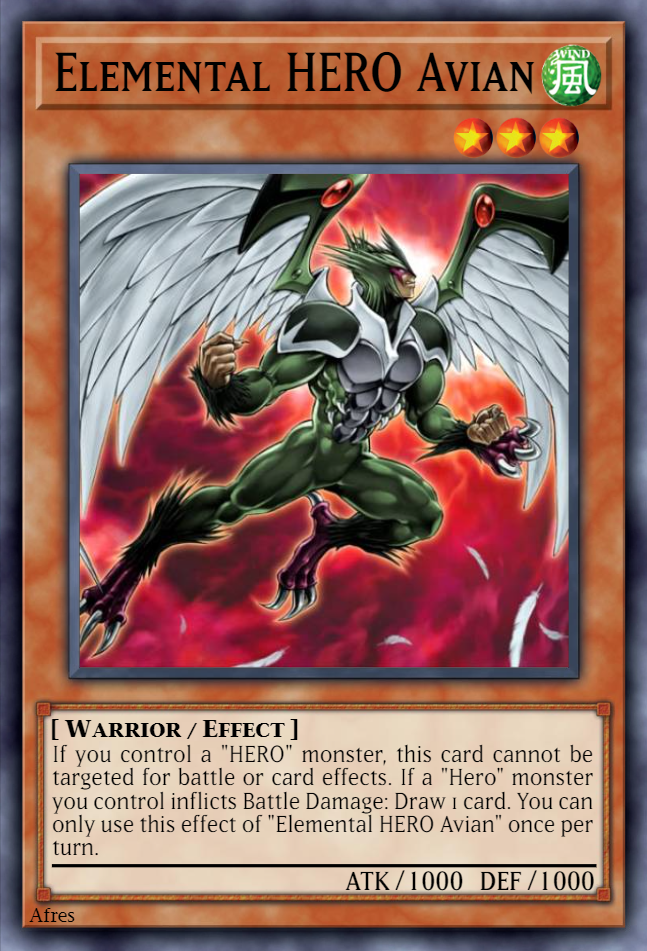 Elemental HERO Avian
WIND
風
[ Warrior / Effect ]
If you control a "HERO" monster, this card cannot be
targeted for battle or card effects. If a "Hero" monster
you control inflicts Battle Damage: Draw 1 card. You can
only use this effect of "Elemental HERO Avian" once per
turn.
ATK / 1000 DEF / 1000
Afres